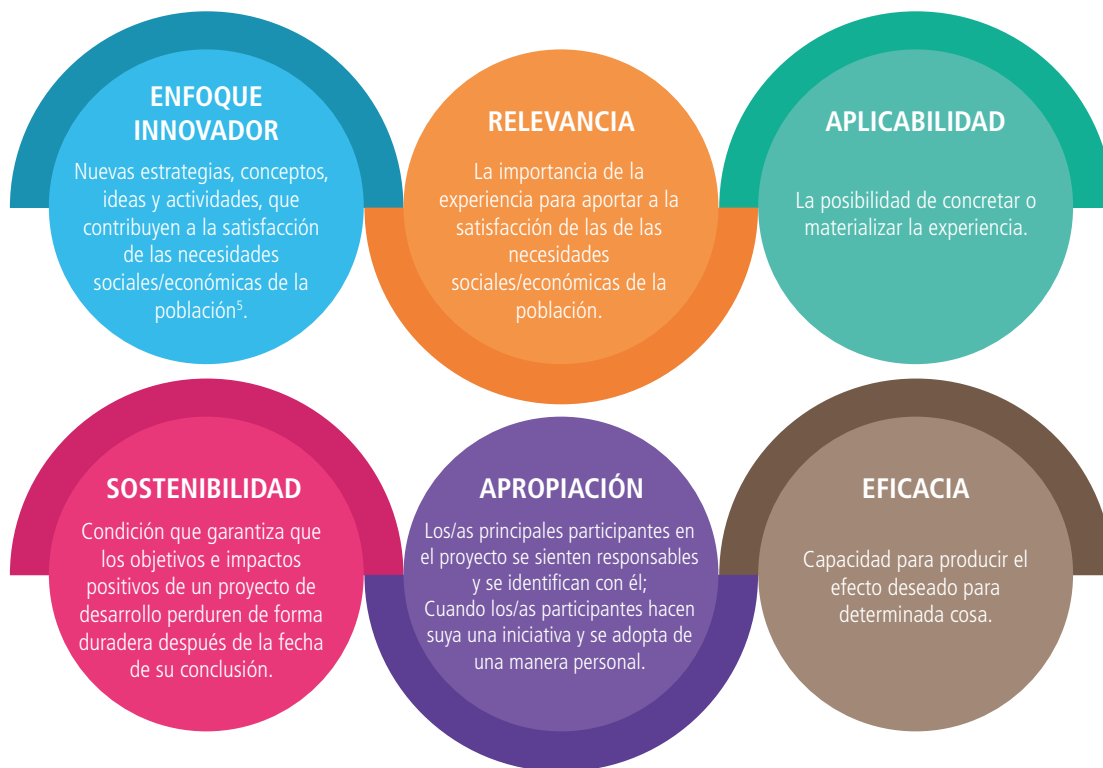 ENFOQUE
INNOVADOR
Nuevas estrategias, conceptos,
ideas y actividades, que
contribuyen a la satisfacción
de las necesidades
sociales/económicas de la
población⁵.
RELEVANCIA
La importancia de la
experiencia para aportar a la
satisfacción de las de las
necesidades
sociales/económicas de la
población.
APLICABILIDAD
La posibilidad de concretar o
materializar la experiencia.
SOSTENIBILIDAD
Condición que garantiza que
los objetivos e impactos
positivos de un proyecto de
desarrollo perduren de forma
duradera después de la fecha
de su conclusión.
APROPIACIÓN
Los/as principales participantes en
el proyecto se sienten responsables
y se identifican con él;
Cuando los/as participantes hacen
suya una iniciativa y se adopta de
una manera personal.
EFICACIA
Capacidad para producir el
efecto deseado para
determinada cosa.